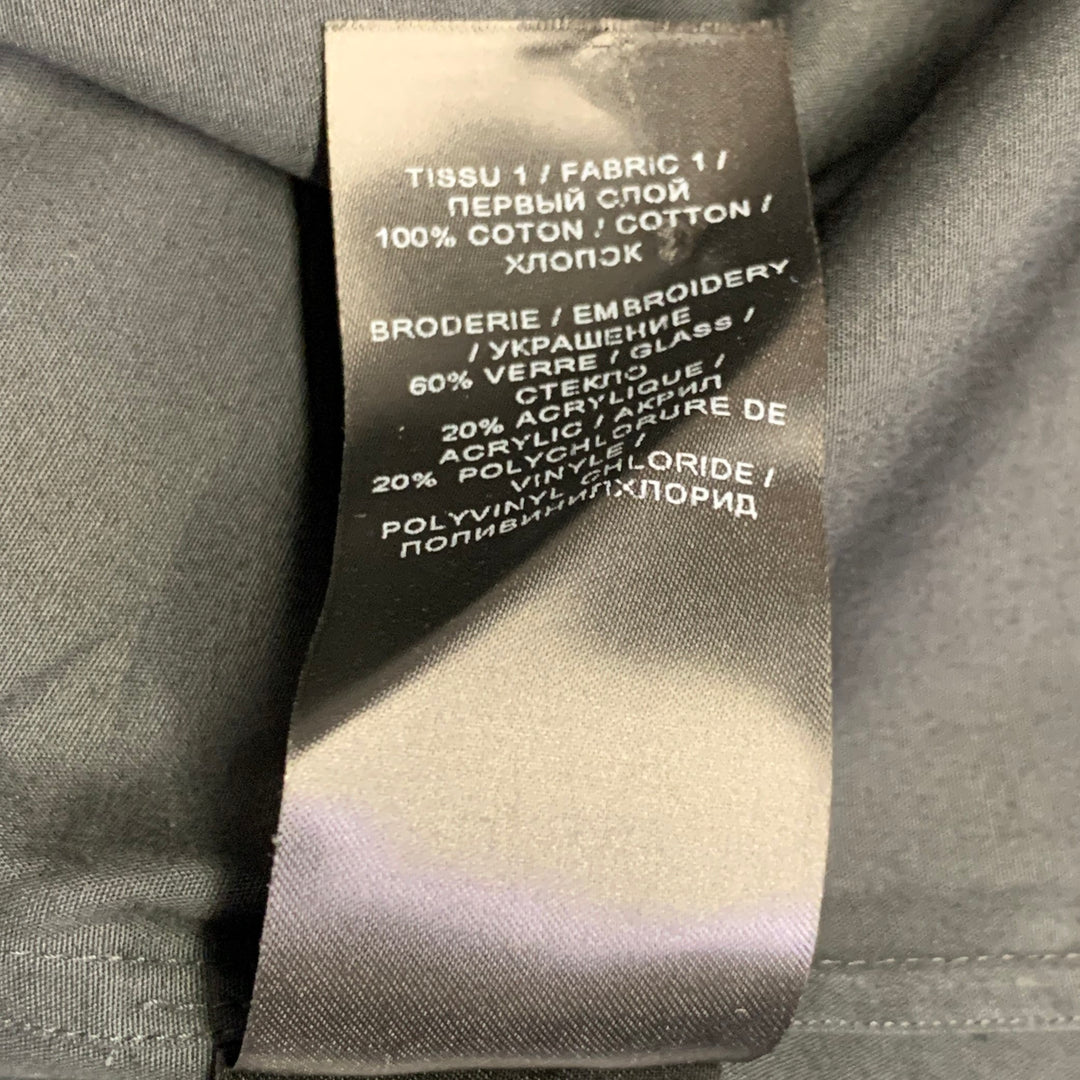 TISSU 1 / FABRIC 1 /
ПЕРВЫЙ СЛОЙ
100% COTON / COTTON /
ХЛОПОК
BRODERIE / EMBROIDERY
/ УКРАШЕНИЕ
60% VERRE / GLASS /
СТЕКЛО
20% ACRYLIQUE /
ACRYLIC / АКРИЛ
20% POLYCHLORURE DE
VINYLE /
POLYVINYL CHLORIDE /
ПОЛИВИНИЛХЛОРИД